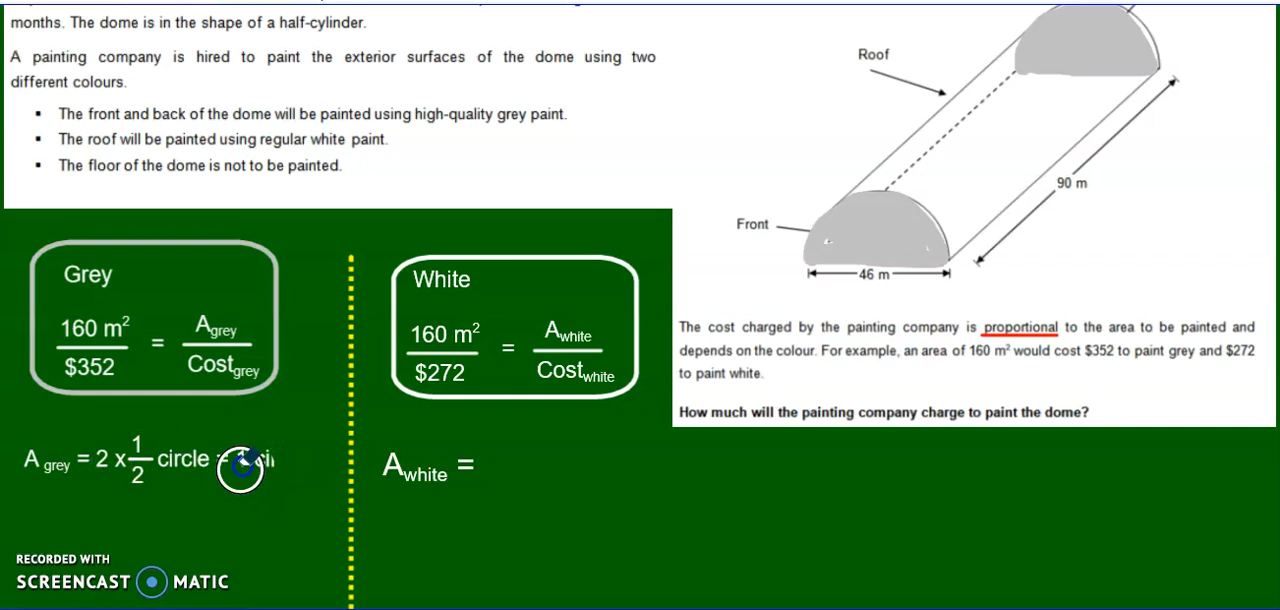 months. The dome is in the shape of a half-cylinder.
A painting company is hired to paint the exterior surfaces of the dome using two
different colours.
▪ The front and back of the dome will be painted using high-quality grey paint.
▪ The roof will be painted using regular white paint.
▪ The floor of the dome is not to be painted.
Roof
90 m
Front
46 m
The cost charged by the painting company is proportional to the area to be painted and
depends on the colour. For example, an area of 160 m² would cost $352 to paint grey and $272
to paint white.
How much will the painting company charge to paint the dome?
Grey
160 m² / $352 = A grey / Cost grey
White
160 m² / $272 = A white / Cost white
A grey = 2 x 1/2 circle =
A white =
RECORDED WITH
SCREENCAST MATIC